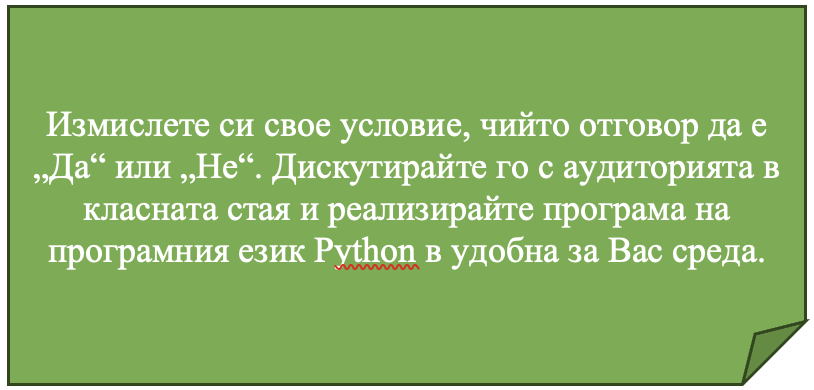 Измислете си свое условие, чийто отговор да е
„Да“ или „Не“. Дискутирайте го с аудиторията в
класната стая и реализирайте програма на
програмния език Python в удобна за Вас среда.